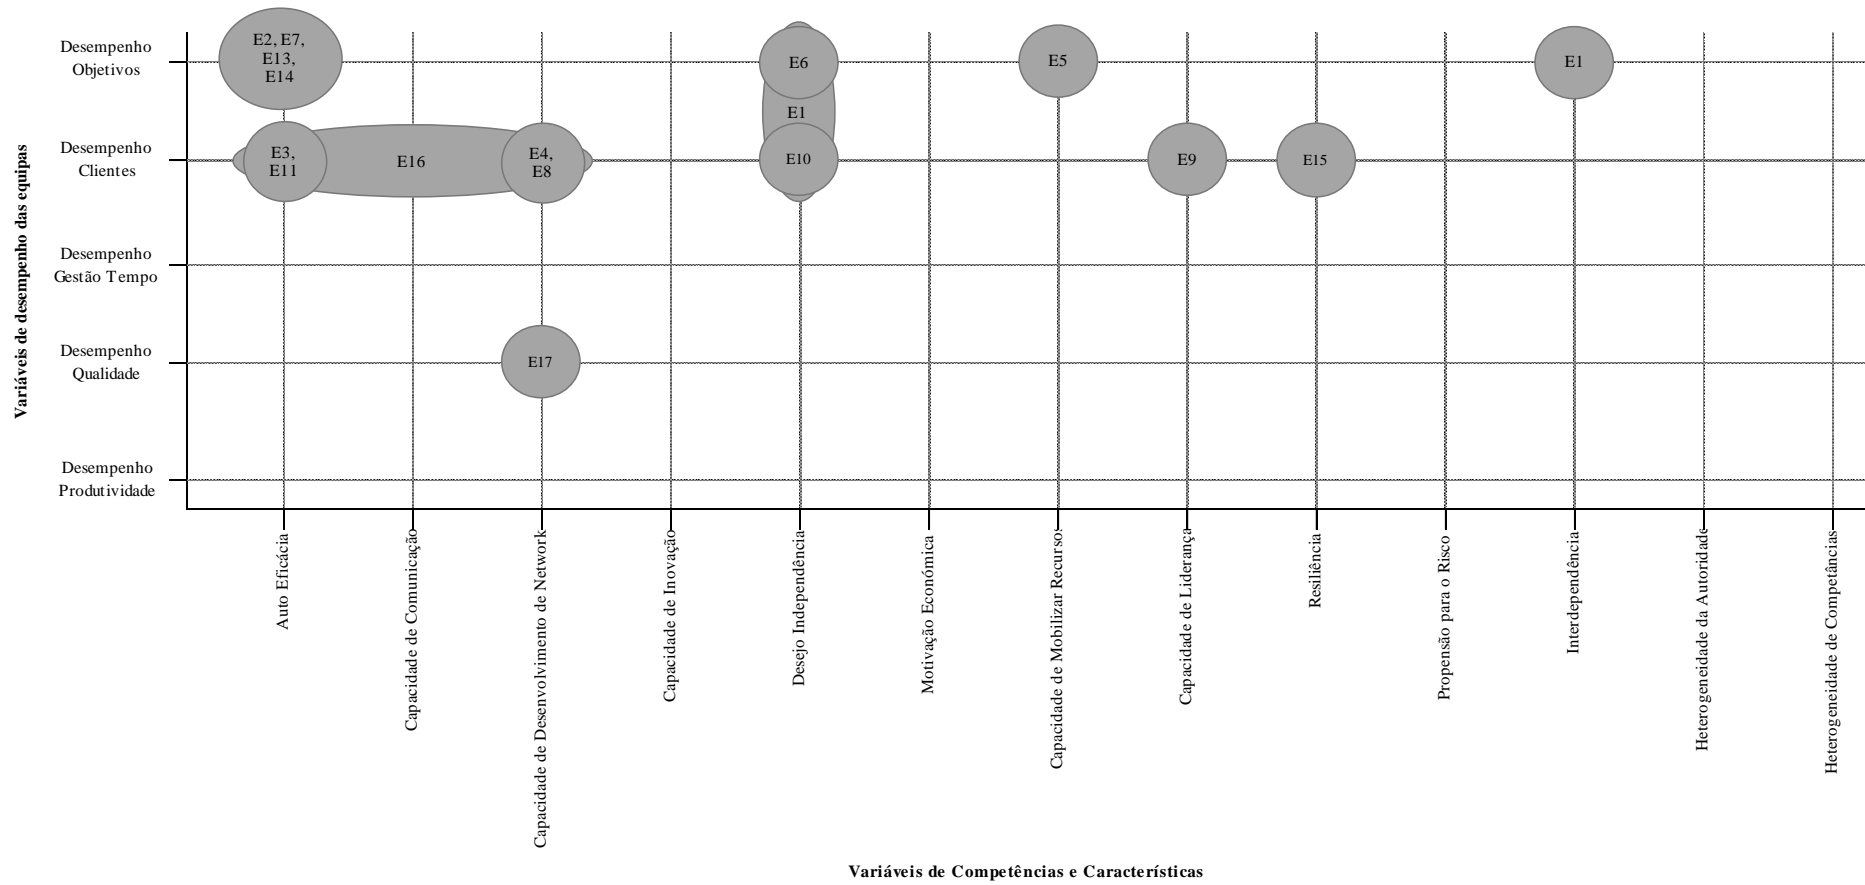 Variáveis de desempenho das equipas
Desempenho
Objetivos
E2, E7,
E13,
E14
E6
E5
E1
E1
Desempenho
Clientes
E3,
E11
E16
E4,
E8
E10
E9
E15
Desempenho
Gestão Tempo
Desempenho
Qualidade
E17
Desempenho
Produtividade
Auto Eficácia
Capacidade de Comunicação
Capacidade de Desenvolvimento de Network
Capacidade de Inovação
Desejo Independência
Motivação Económica
Capacidade de Mobilizar Recursos
Capacidade de Liderança
Resiliência
Propensão para o Risco
Interdependência
Heterogeneidade da Autoridade
Heterogeneidade de Competâncias
Variáveis de Competências e Características